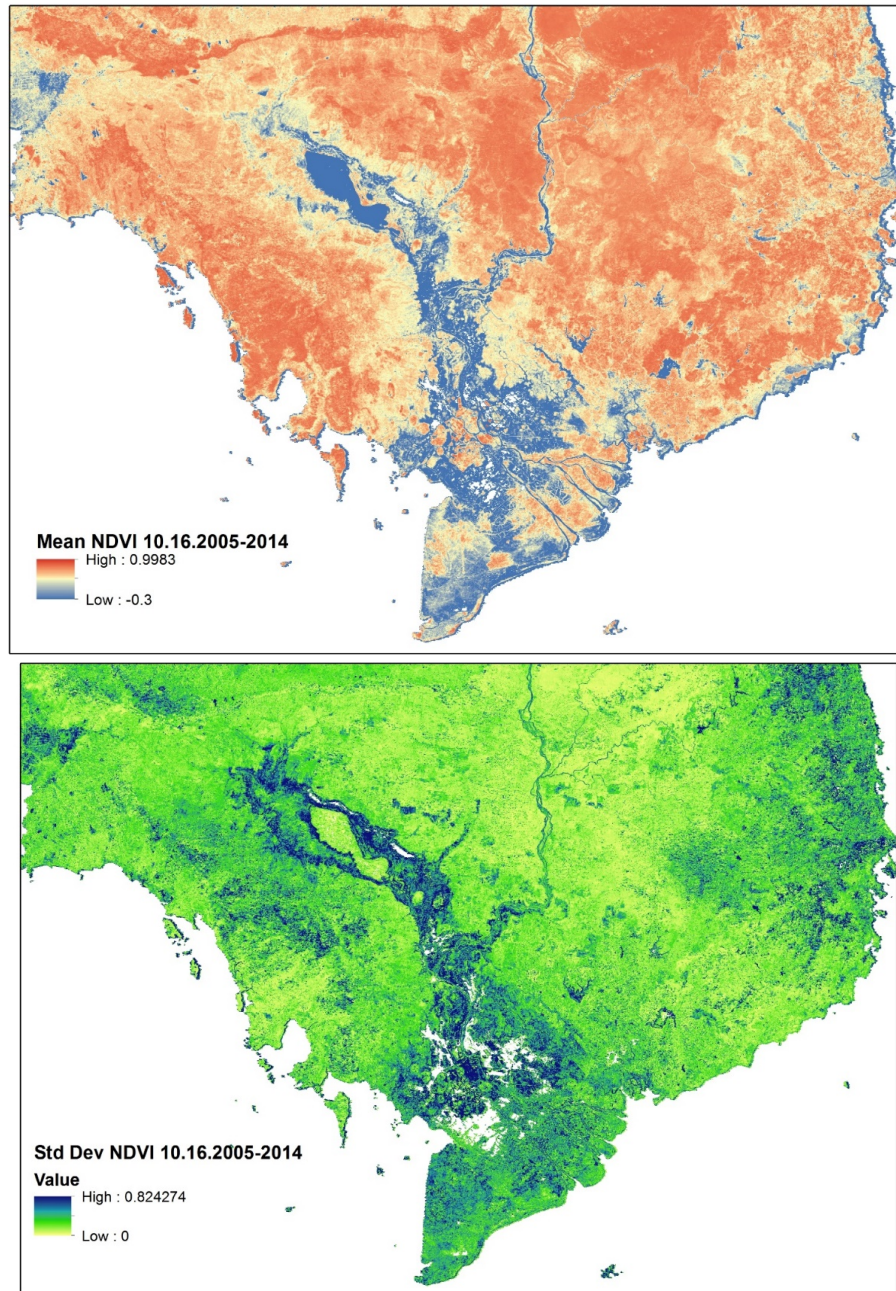 Mean NDVI 10.16.2005-2014
High : 0.9983
Low : -0.3
Std Dev NDVI 10.16.2005-2014
Value
High : 0.824274
Low : 0